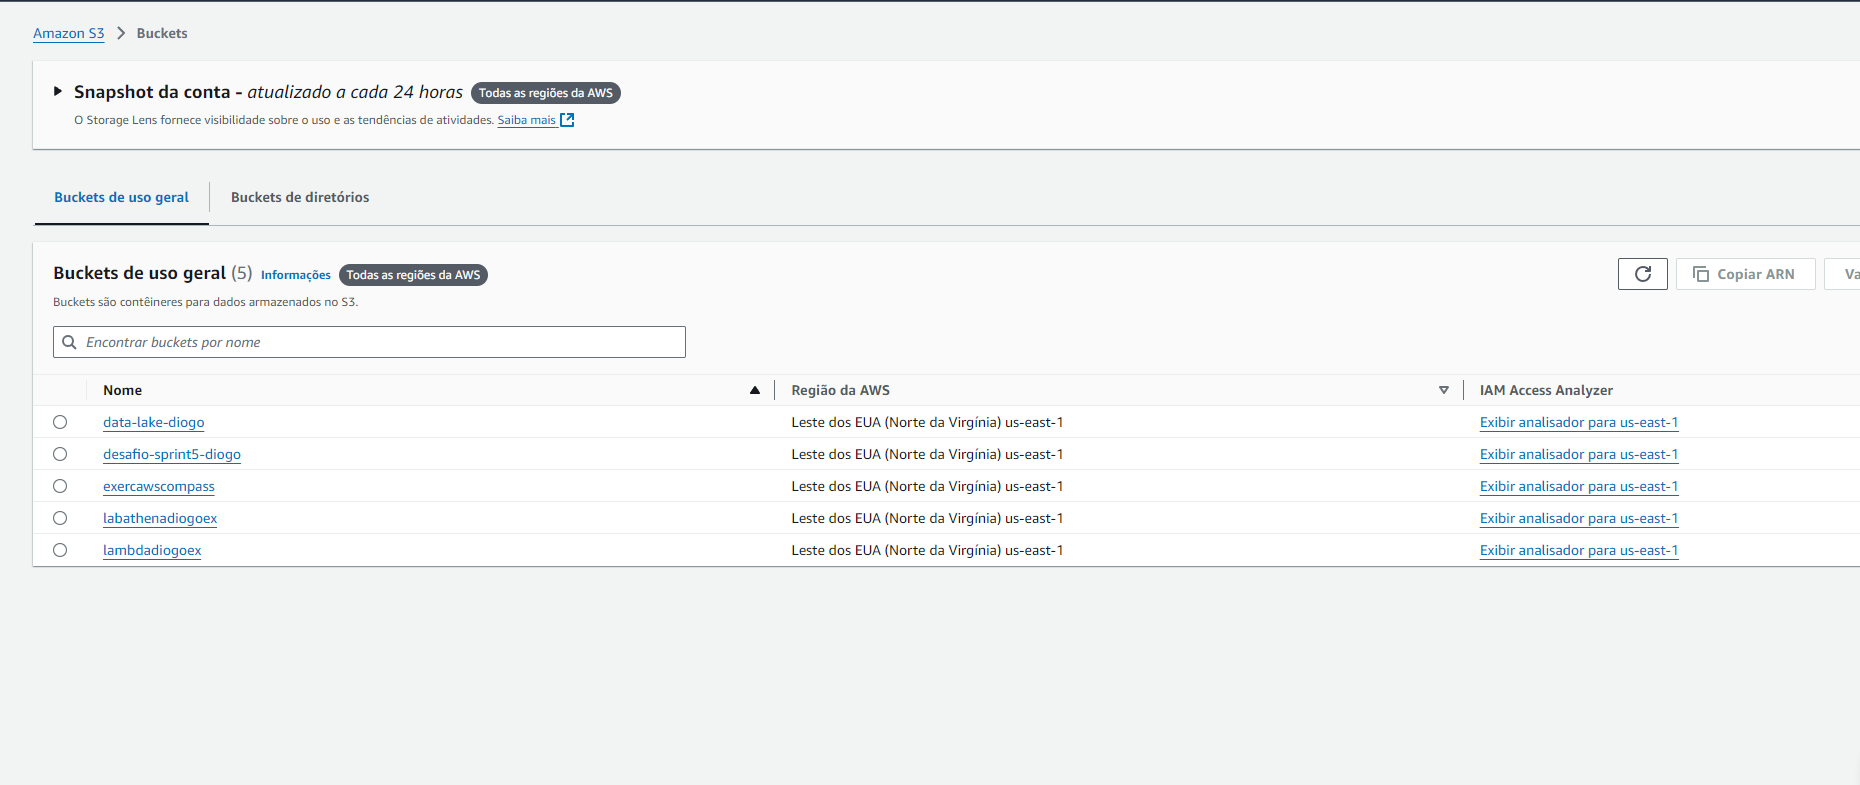 Amazon S3 > Buckets
Snapshot da conta - atualizado a cada 24 horas Todas as regiões da AWS
O Storage Lens fornece visibilidade sobre o uso e as tendências de atividades. Saiba mais
Buckets de uso geral Buckets de diretórios
Buckets de uso geral (5) Informações Todas as regiões da AWS
Copiar ARN
Buckets são contêineres para dados armazenados no S3.
Encontrar buckets por nome
Nome Região da AWS IAM Access Analyzer
data-lake-diogo Leste dos EUA (Norte da Virgínia) us-east-1 Exibir analisador para us-east-1
desafio-sprint5-diogo Leste dos EUA (Norte da Virgínia) us-east-1 Exibir analisador para us-east-1
exercawscompass Leste dos EUA (Norte da Virgínia) us-east-1 Exibir analisador para us-east-1
labathenadiogoex Leste dos EUA (Norte da Virgínia) us-east-1 Exibir analisador para us-east-1
lambdadiogoex Leste dos EUA (Norte da Virgínia) us-east-1 Exibir analisador para us-east-1